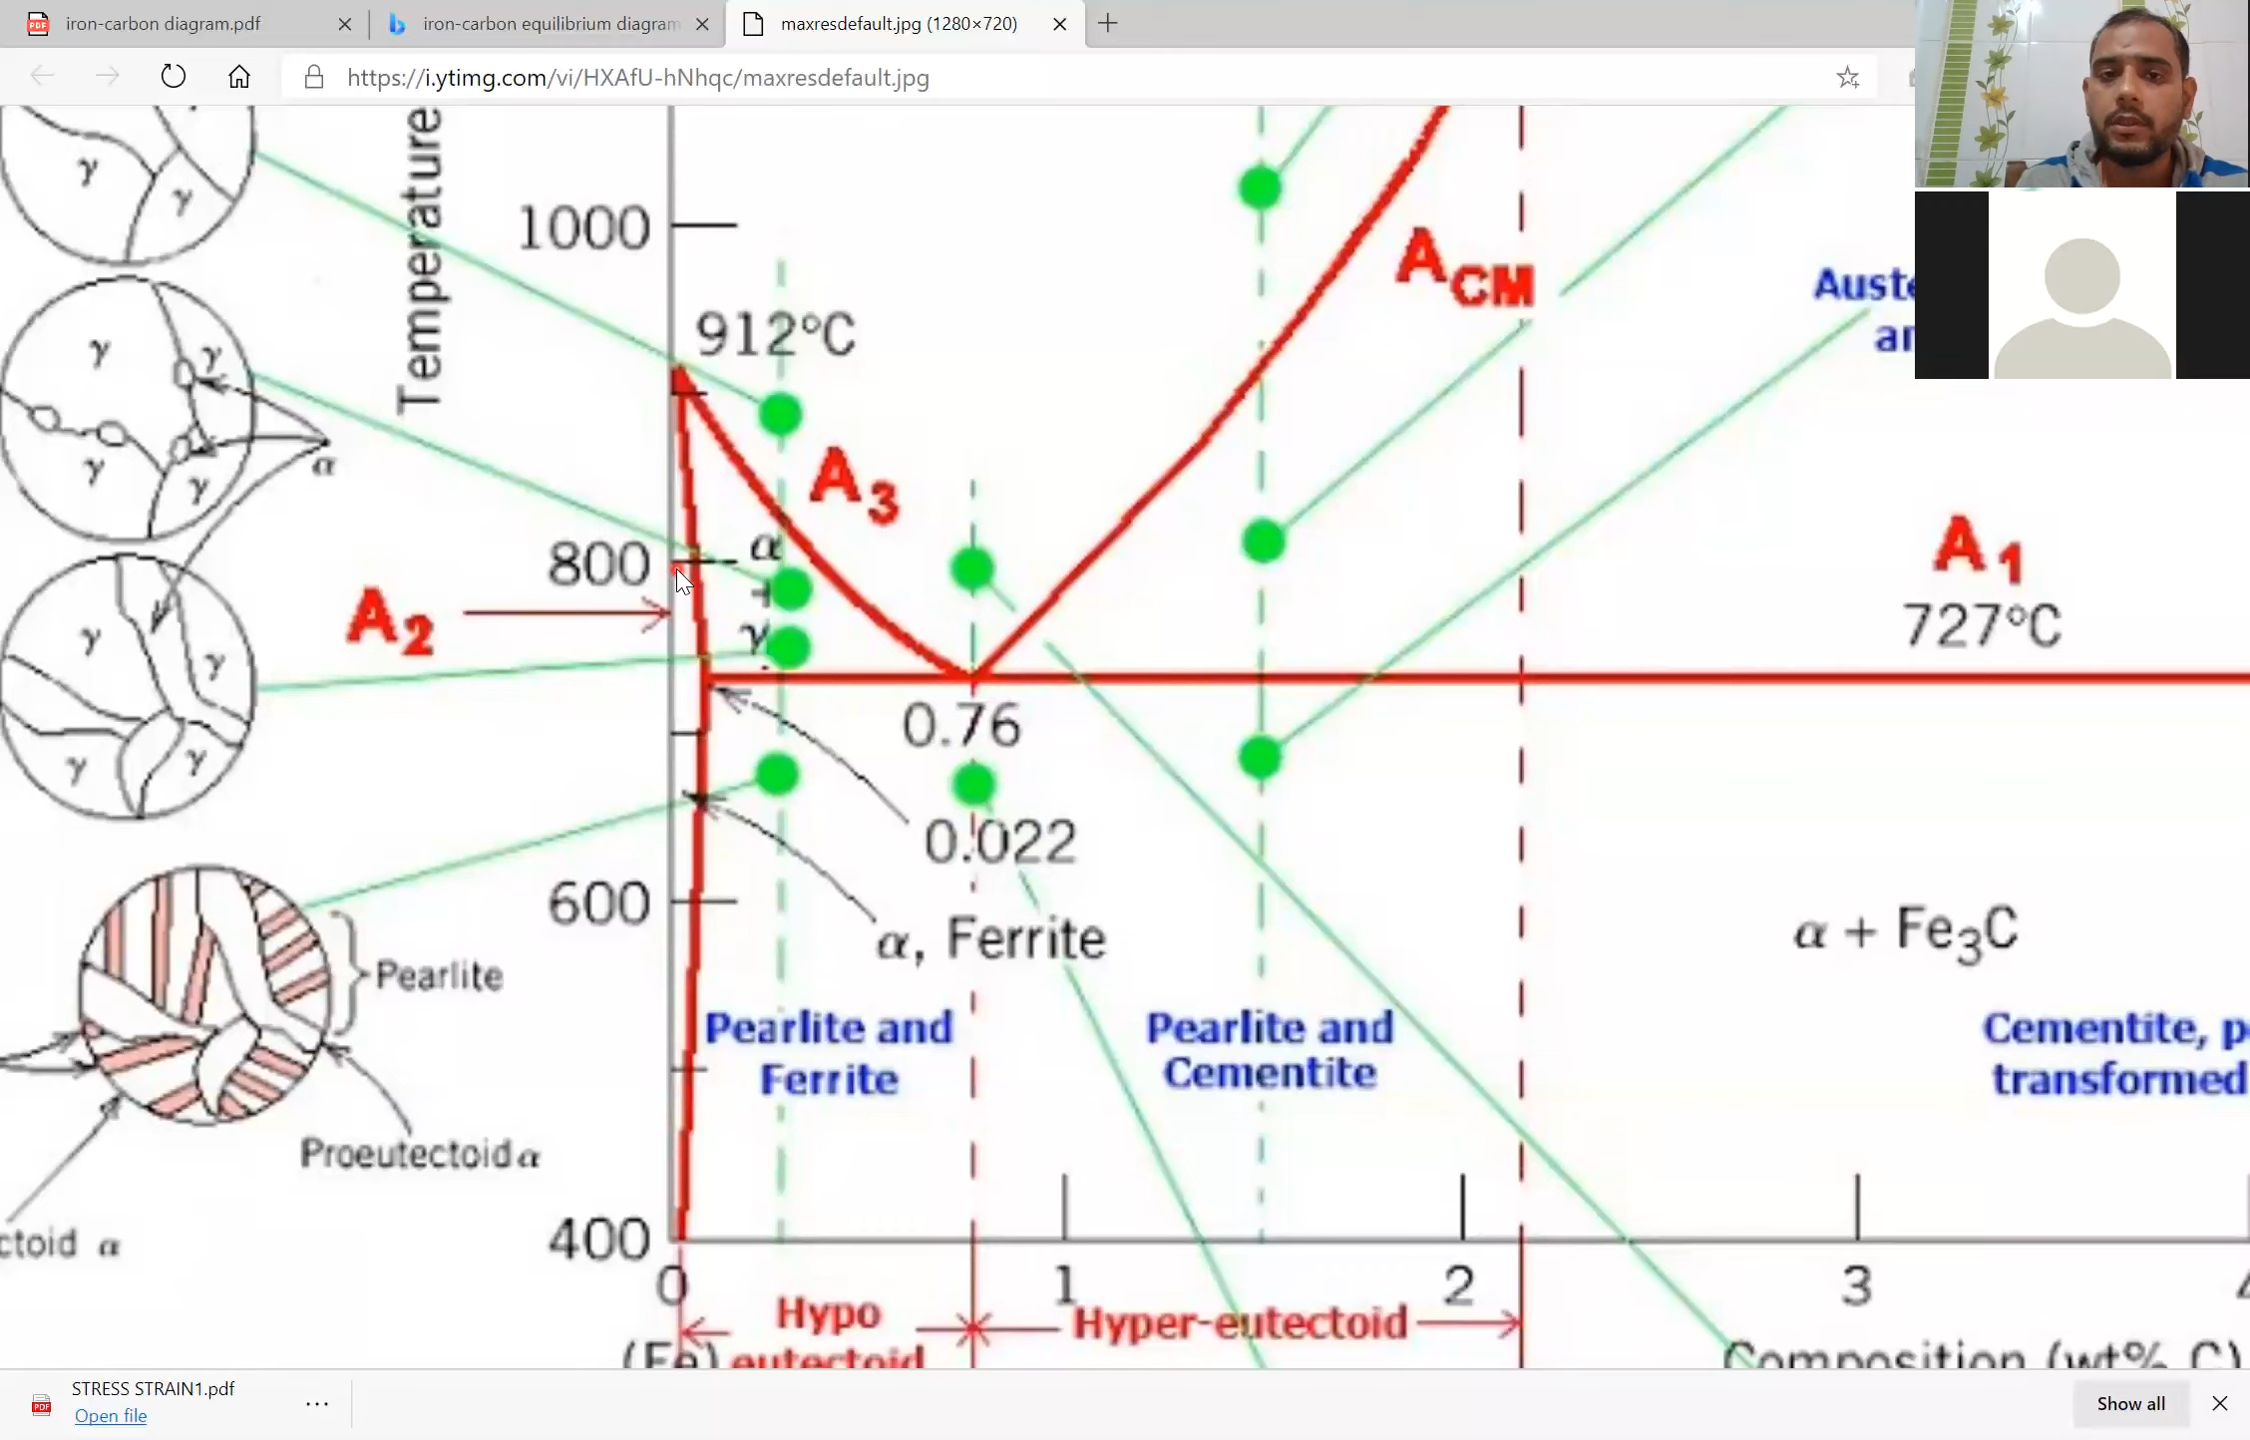 iron-carbon diagram.pdf
iron-carbon equilibrium diagram
maxresdefault.jpg (1280×720)
https://i.ytimg.com/vi/HXAfU-hNhqc/maxresdefault.jpg
Temperature
γ
γ
1000
A_CM
Auste
912°C
ar
γ
γ
γ
γ
α
A₃
α
+
γ
800
A₂
A₁
727°C
γ
γ
γ
γ
0.76
0.022
600
α, Ferrite
α + Fe₃C
Pearlite
Pearlite and
Ferrite
Pearlite and
Cementite
Cementite, p
transformed
Proeutectoid α
ctoid α
400
0
1
2
3
4
Hypo
eutectoid
Hyper-eutectoid
(Fe)
Composition (wt% C)
STRESS STRAIN1.pdf
Open file
Show all